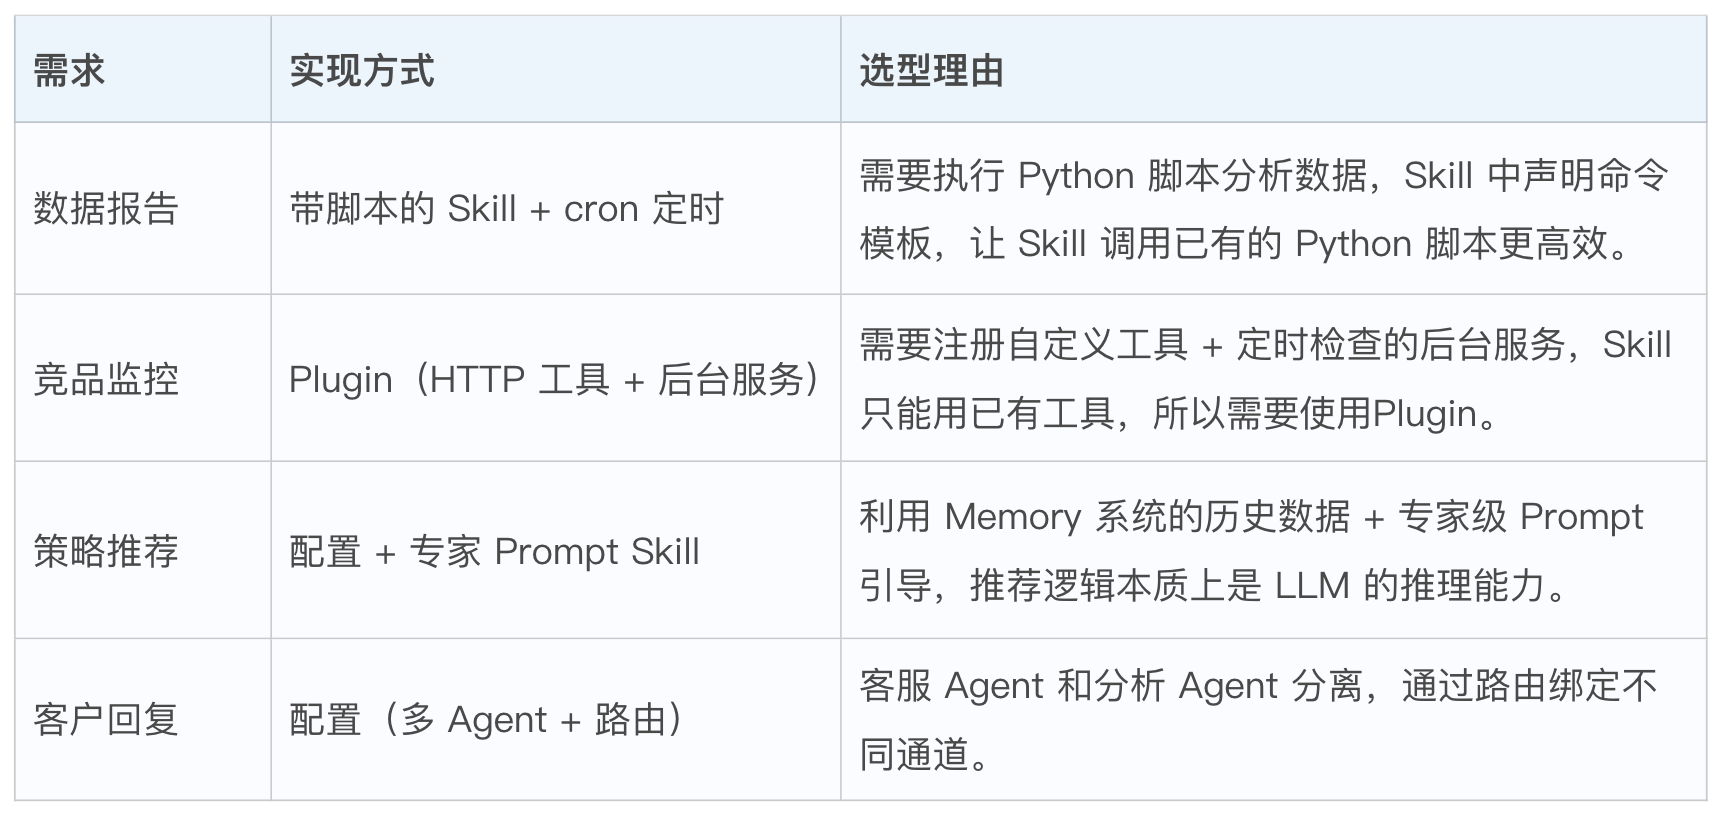 需求
实现方式
选型理由
数据报告
带脚本的 Skill + cron 定时
需要执行 Python 脚本分析数据，Skill 中声明命令
模板，让 Skill 调用已有的 Python 脚本更高效。
竞品监控
Plugin（HTTP 工具 + 后台服务）
需要注册自定义工具 + 定时检查的后台服务，Skill
只能用已有工具，所以需要使用Plugin。
策略推荐
配置 + 专家 Prompt Skill
利用 Memory 系统的历史数据 + 专家级 Prompt
引导，推荐逻辑本质上是 LLM 的推理能力。
客户回复
配置（多 Agent + 路由）
客服 Agent 和分析 Agent 分离，通过路由绑定不
同通道。